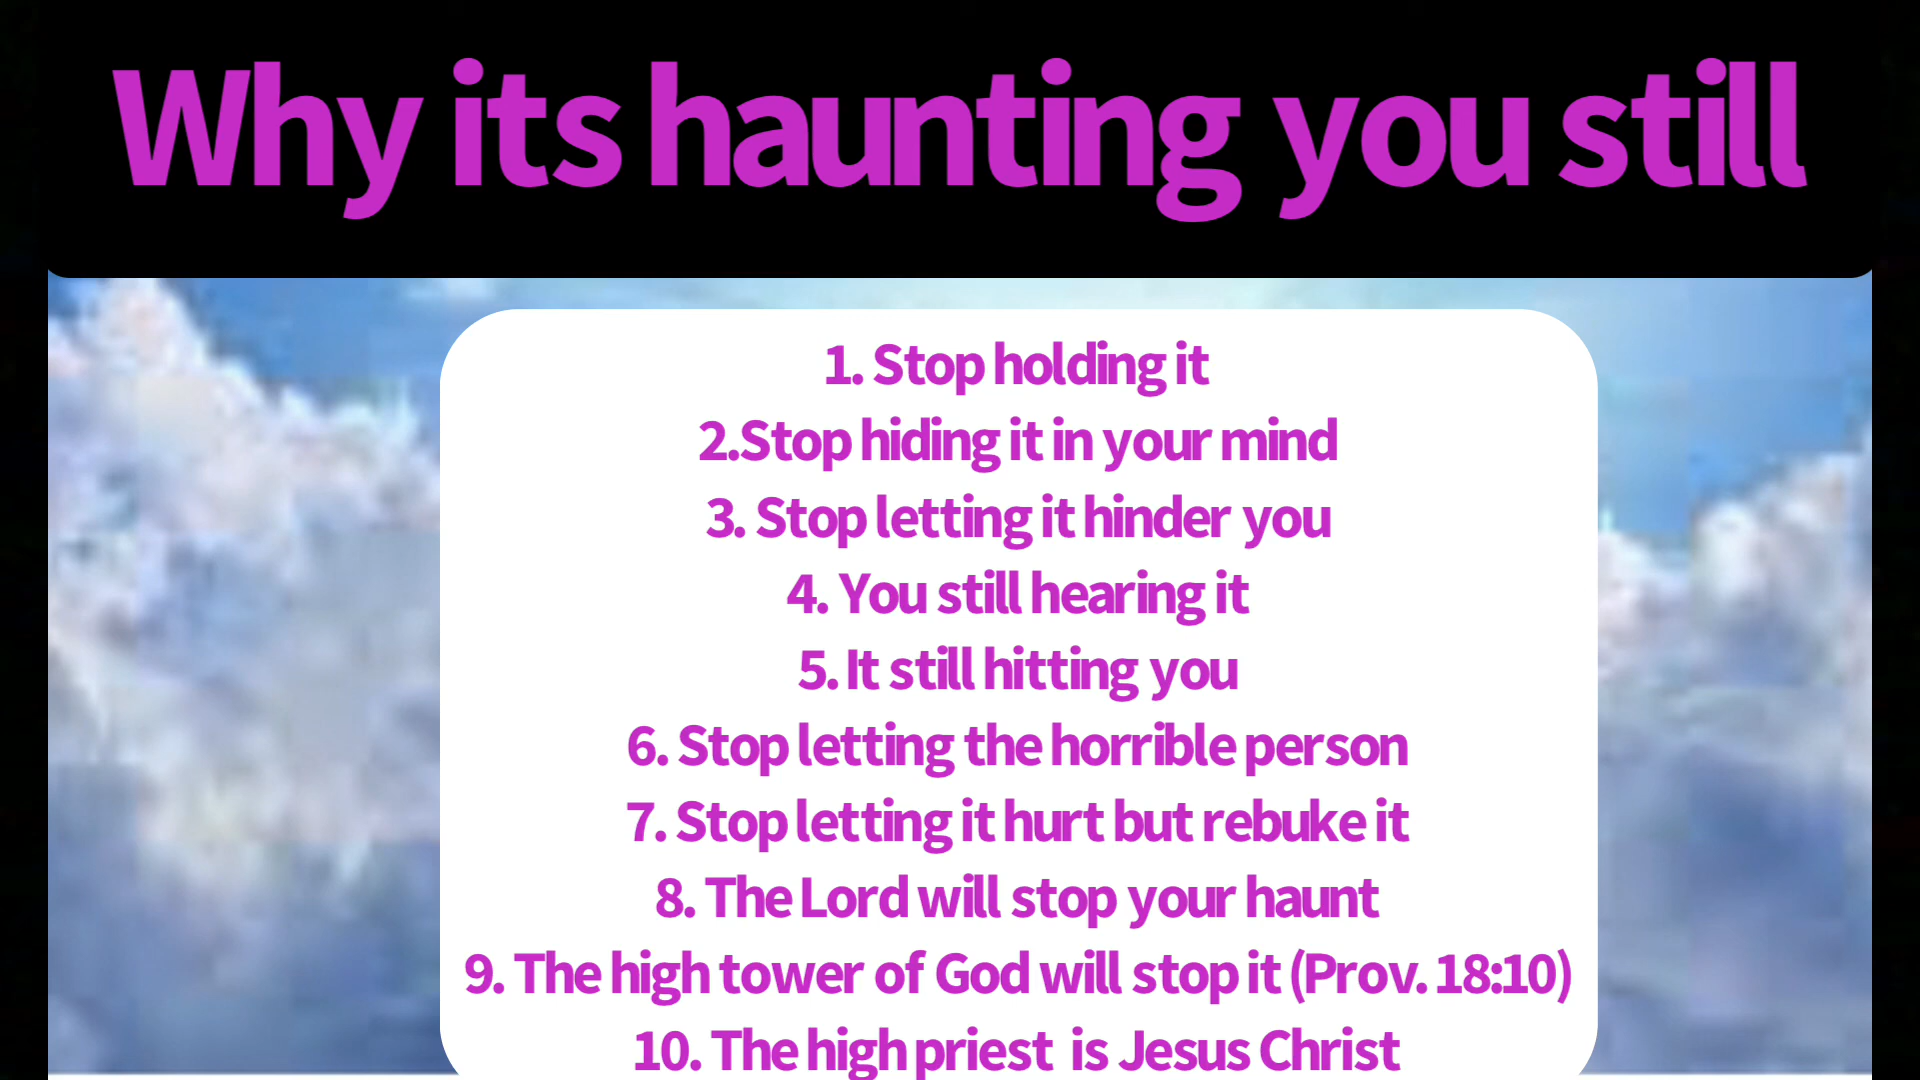 Why its haunting you still
1. Stop holding it
2.Stop hiding it in your mind
3. Stop letting it hinder you
4. You still hearing it
5. It still hitting you
6. Stop letting the horrible person
7. Stop letting it hurt but rebuke it
8. The Lord will stop your haunt
9. The high tower of God will stop it (Prov. 18:10)
10. The high priest is Jesus Christ